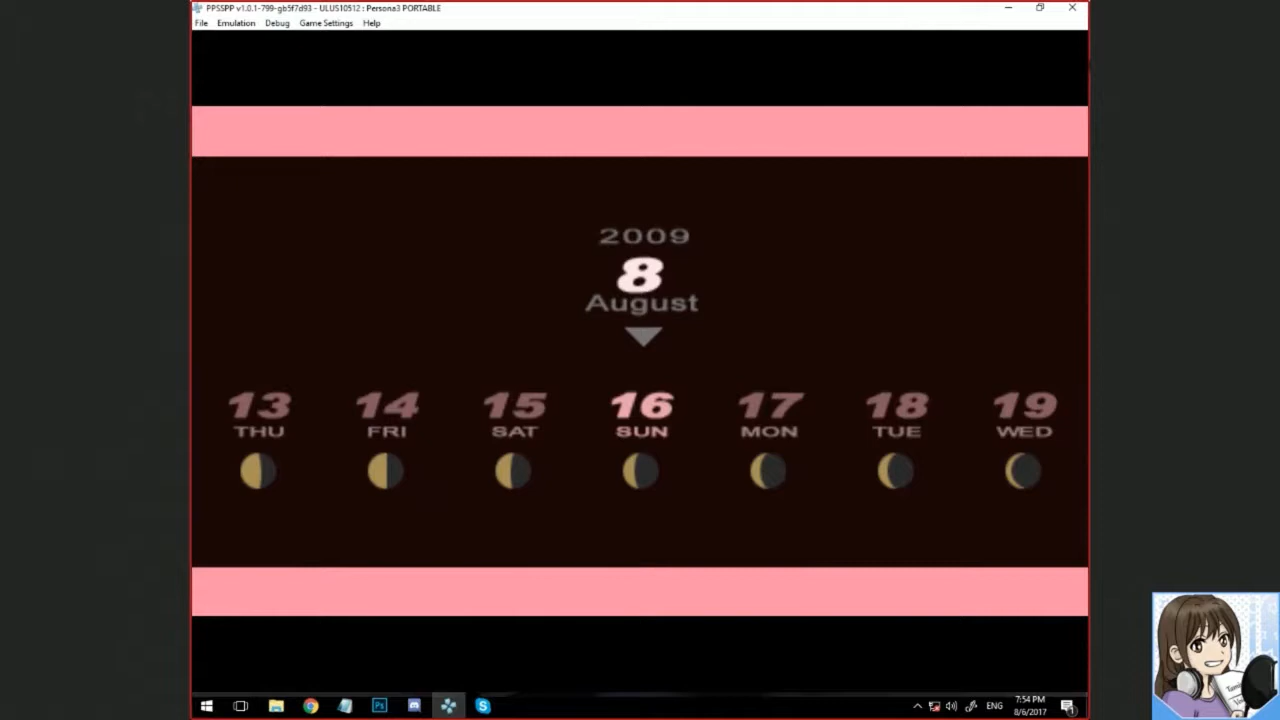 PPSSPP v1.0.1-799-gb5f7d93 - ULUS10512 : Persona3 PORTABLE
File Emulation Debug Game Settings Help
2009
8
August
13 14 15 16 17 18 19
THU FRI SAT SUN MON TUE WED
ENG
7:54 PM
8/6/2017